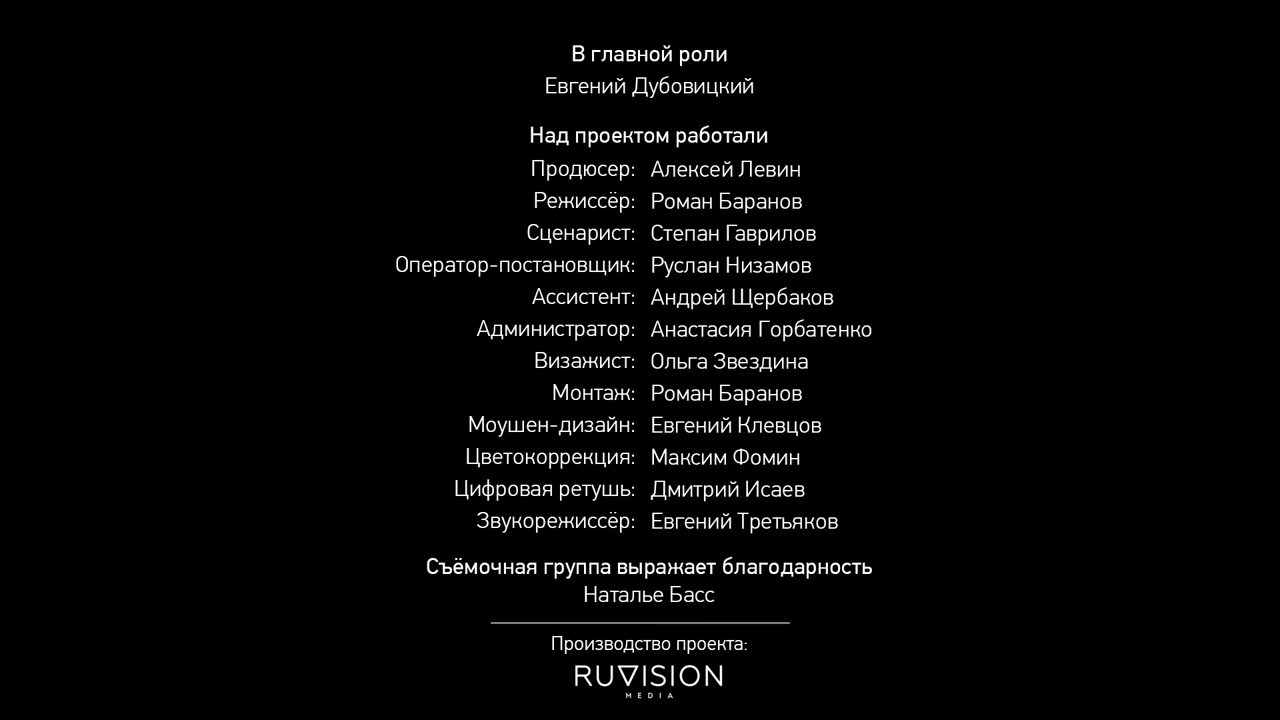 В главной роли
Евгений Дубовицкий
Над проектом работали
Продюсер: Алексей Левин
Режиссёр: Роман Баранов
Сценарист: Степан Гаврилов
Оператор-постановщик: Руслан Низамов
Ассистент: Андрей Щербаков
Администратор: Анастасия Горбатенко
Визажист: Ольга Звездина
Монтаж: Роман Баранов
Моушен-дизайн: Евгений Клевцов
Цветокоррекция: Максим Фомин
Цифровая ретушь: Дмитрий Исаев
Звукорежиссёр: Евгений Третьяков
Съёмочная группа выражает благодарность
Наталье Басс
Производство проекта:
RUVISION
MEDIA